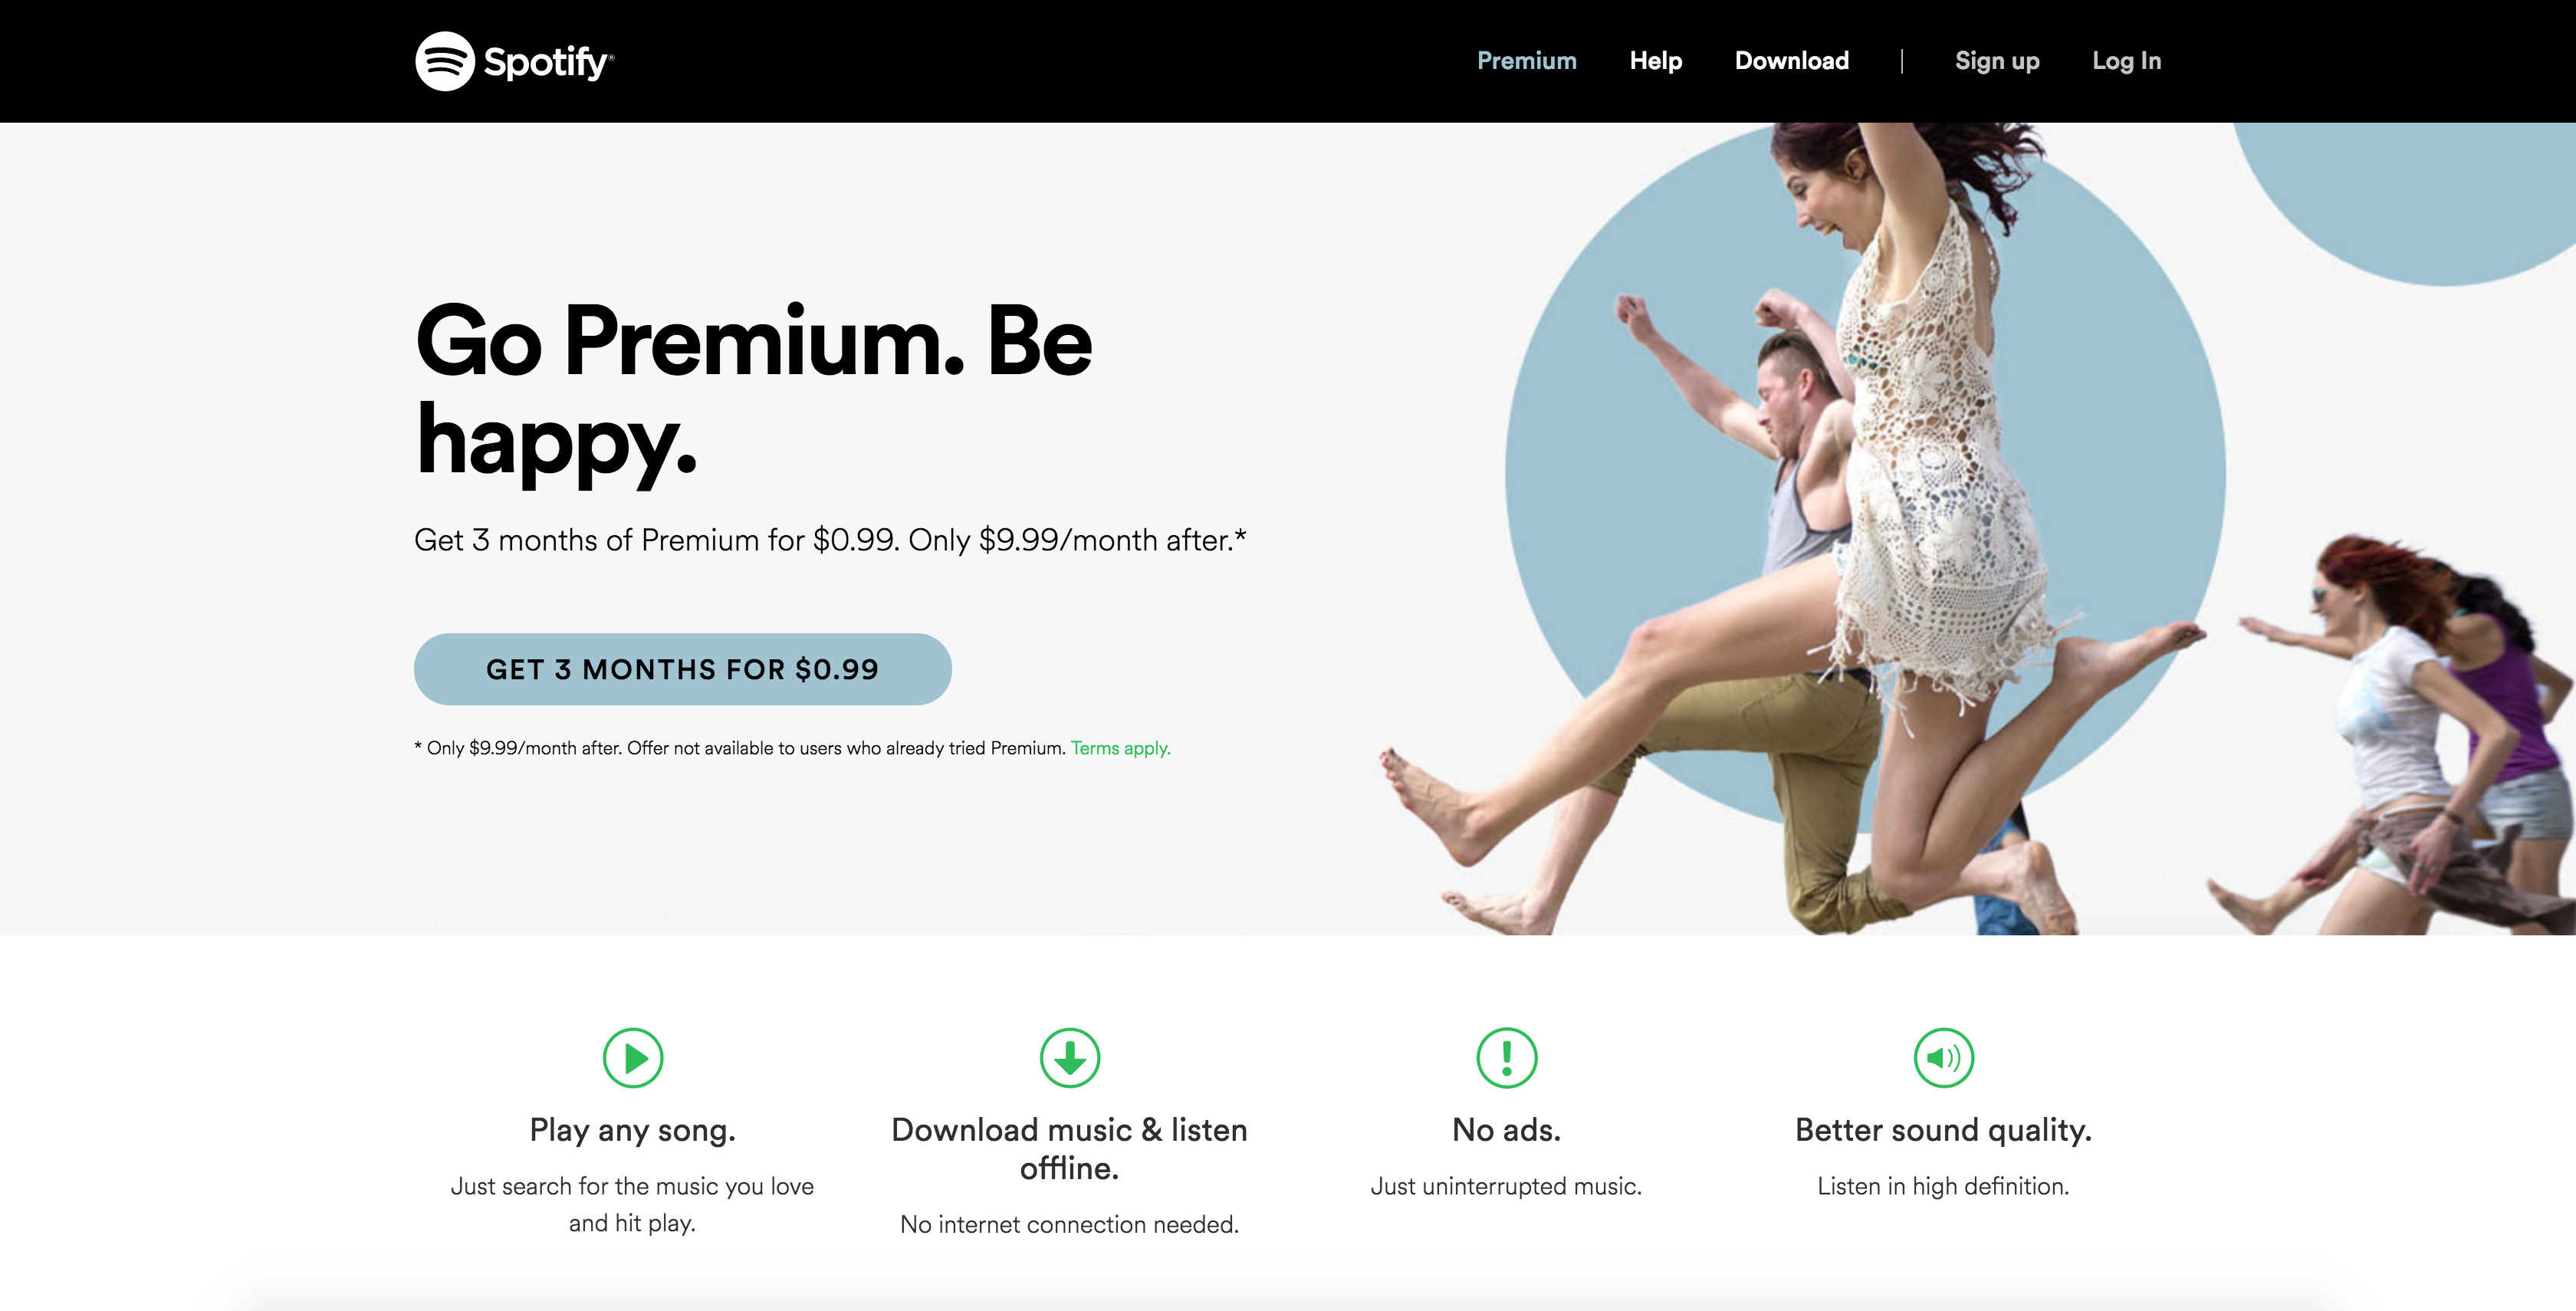 Spotify®
Premium
Help
Download
Sign up
Log In
Go Premium. Be
happy.
Get 3 months of Premium for $0.99. Only $9.99/month after.*
GET 3 MONTHS FOR $0.99
* Only $9.99/month after. Offer not available to users who already tried Premium. Terms apply.
Play any song.
Just search for the music you love
and hit play.
Download music & listen
offline.
No internet connection needed.
No ads.
Just uninterrupted music.
Better sound quality.
Listen in high definition.